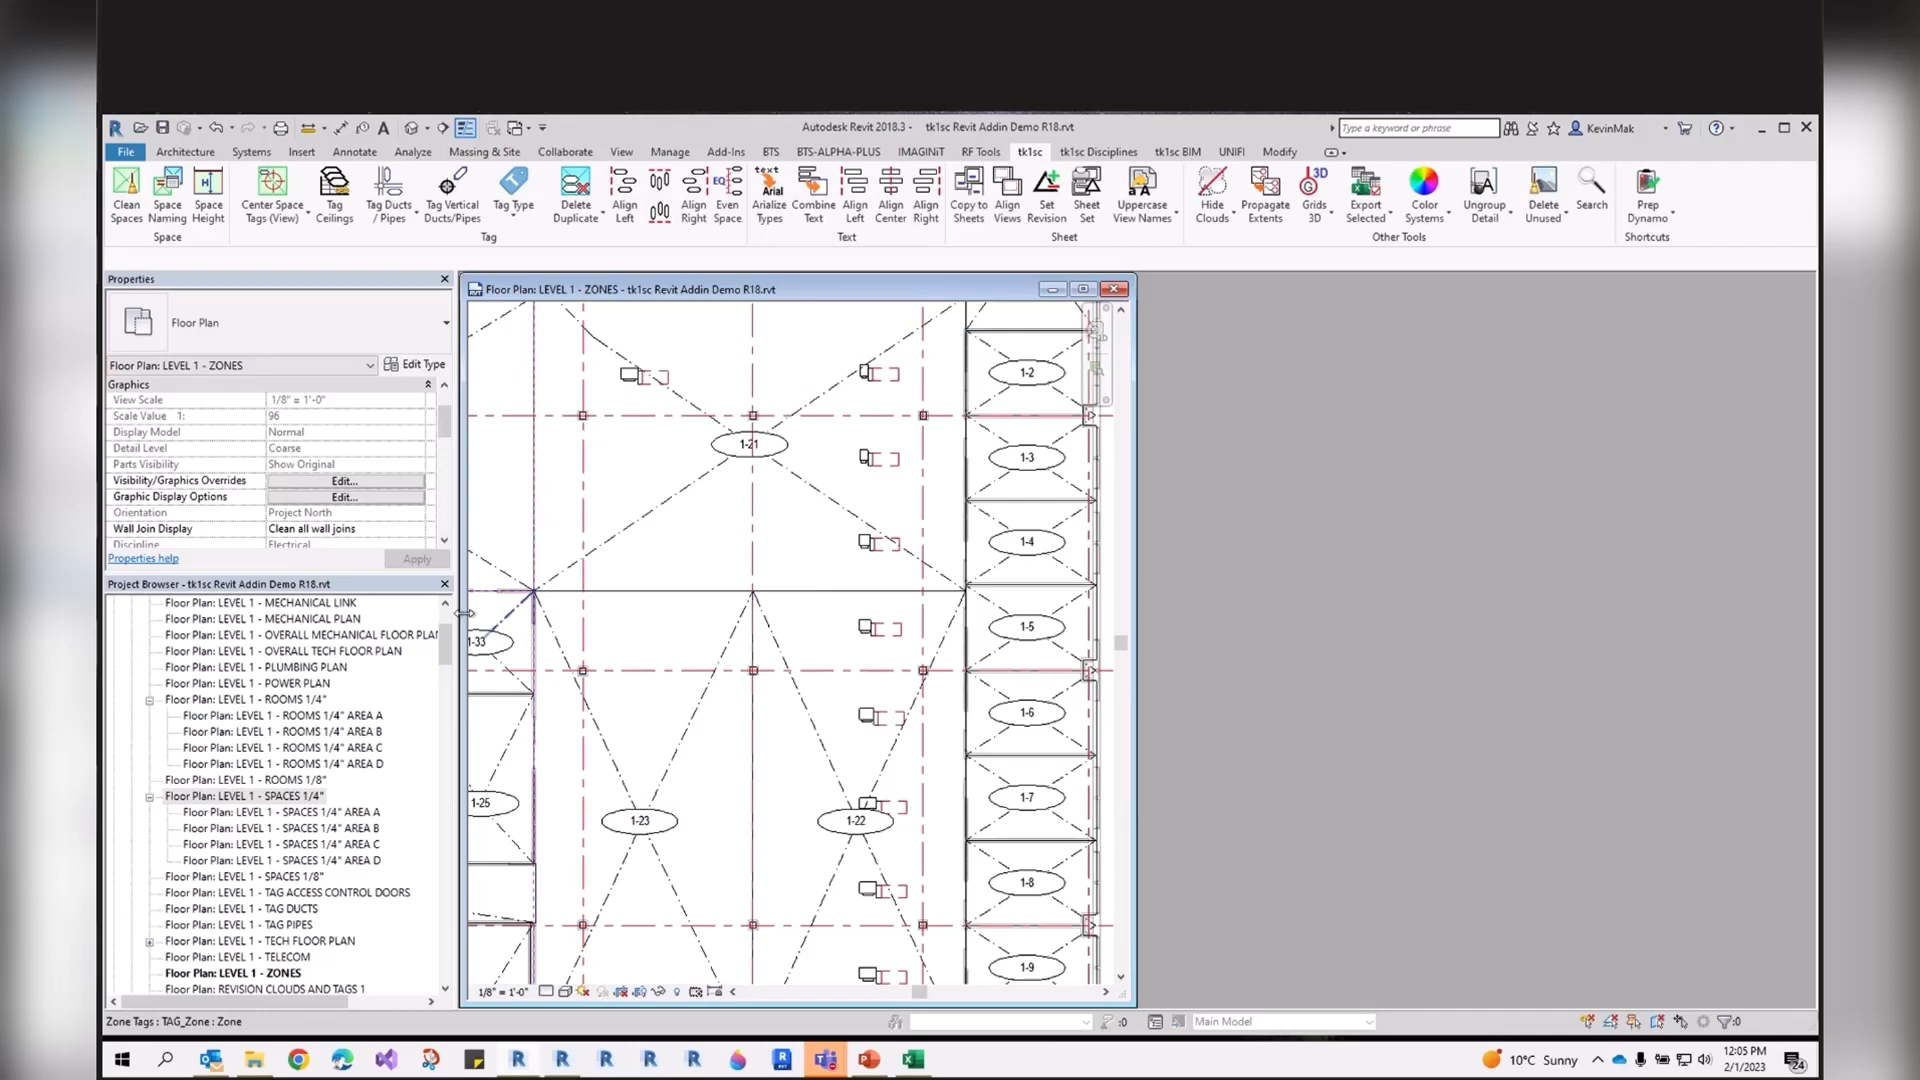 Autodesk Revit 2018.3 - tk1sc Revit Addin Demo R18.rvt
Type a keyword or phrase
KevinMak
File Architecture Systems Insert Annotate Analyze Massing & Site Collaborate View Manage Add-Ins BTS BTS-ALPHA-PLUS IMAGINiT RF Tools tk1sc tk1sc Disciplines tk1sc BIM UNIFI Modify
Clean Spaces
Space Naming
Space Height
Center Space Tags (View)
Tag Ceilings
Tag Ducts / Pipes
Tag Vertical Ducts/Pipes
Tag Type
Delete Duplicate
Align Left
Align Right
EQ
Even Space
text
Arial
Arialize Types
Combine Text
Align Left
Align Center
Align Right
Copy to Sheets
Align Views
Set Revision
Sheet Set
Uppercase View Names
Hide Clouds
Propagate Extents
3D
Grids 3D
Export Selected
Color Systems
Ungroup Detail
Delete Unused
Search
Prep Dynamo
Space
Tag
Text
Sheet
Other Tools
Shortcuts
Properties
Floor Plan
Floor Plan: LEVEL 1 - ZONES
Edit Type
Graphics
View Scale 1/8" = 1'-0"
Scale Value 1: 96
Display Model Normal
Detail Level Coarse
Parts Visibility Show Original
Visibility/Graphics Overrides Edit...
Graphic Display Options Edit...
Orientation Project North
Wall Join Display Clean all wall joins
Discipline Electrical
Properties help
Apply
Project Browser - tk1sc Revit Addin Demo R18.rvt
Floor Plan: LEVEL 1 - MECHANICAL LINK
Floor Plan: LEVEL 1 - MECHANICAL PLAN
Floor Plan: LEVEL 1 - OVERALL MECHANICAL FLOOR PLAN
Floor Plan: LEVEL 1 - OVERALL TECH FLOOR PLAN
Floor Plan: LEVEL 1 - PLUMBING PLAN
Floor Plan: LEVEL 1 - POWER PLAN
Floor Plan: LEVEL 1 - ROOMS 1/4"
Floor Plan: LEVEL 1 - ROOMS 1/4" AREA A
Floor Plan: LEVEL 1 - ROOMS 1/4" AREA B
Floor Plan: LEVEL 1 - ROOMS 1/4" AREA C
Floor Plan: LEVEL 1 - ROOMS 1/4" AREA D
Floor Plan: LEVEL 1 - ROOMS 1/8"
Floor Plan: LEVEL 1 - SPACES 1/4"
Floor Plan: LEVEL 1 - SPACES 1/4" AREA A
Floor Plan: LEVEL 1 - SPACES 1/4" AREA B
Floor Plan: LEVEL 1 - SPACES 1/4" AREA C
Floor Plan: LEVEL 1 - SPACES 1/4" AREA D
Floor Plan: LEVEL 1 - SPACES 1/8"
Floor Plan: LEVEL 1 - TAG ACCESS CONTROL DOORS
Floor Plan: LEVEL 1 - TAG DUCTS
Floor Plan: LEVEL 1 - TAG PIPES
Floor Plan: LEVEL 1 - TECH FLOOR PLAN
Floor Plan: LEVEL 1 - TELECOM
Floor Plan: LEVEL 1 - ZONES
Floor Plan: REVISION CLOUDS AND TAGS 1
Floor Plan: LEVEL 1 - ZONES - tk1sc Revit Addin Demo R18.rvt
1-2
1-21
1-3
1-4
1-5
1-33
1-6
1-7
1-25
1-23
1-22
1-8
1-9
1/8" = 1'-0"
Zone Tags : TAG_Zone : Zone
:0
Main Model
:0
10°C Sunny
12:05 PM
2/1/2023
24